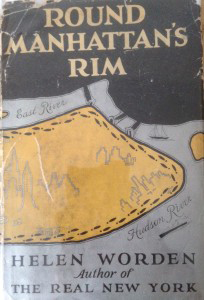 ROUND
MANHATTAN'S
RIM
East River
Hudson River
HELEN WORDEN
Author of
THE REAL NEW YORK